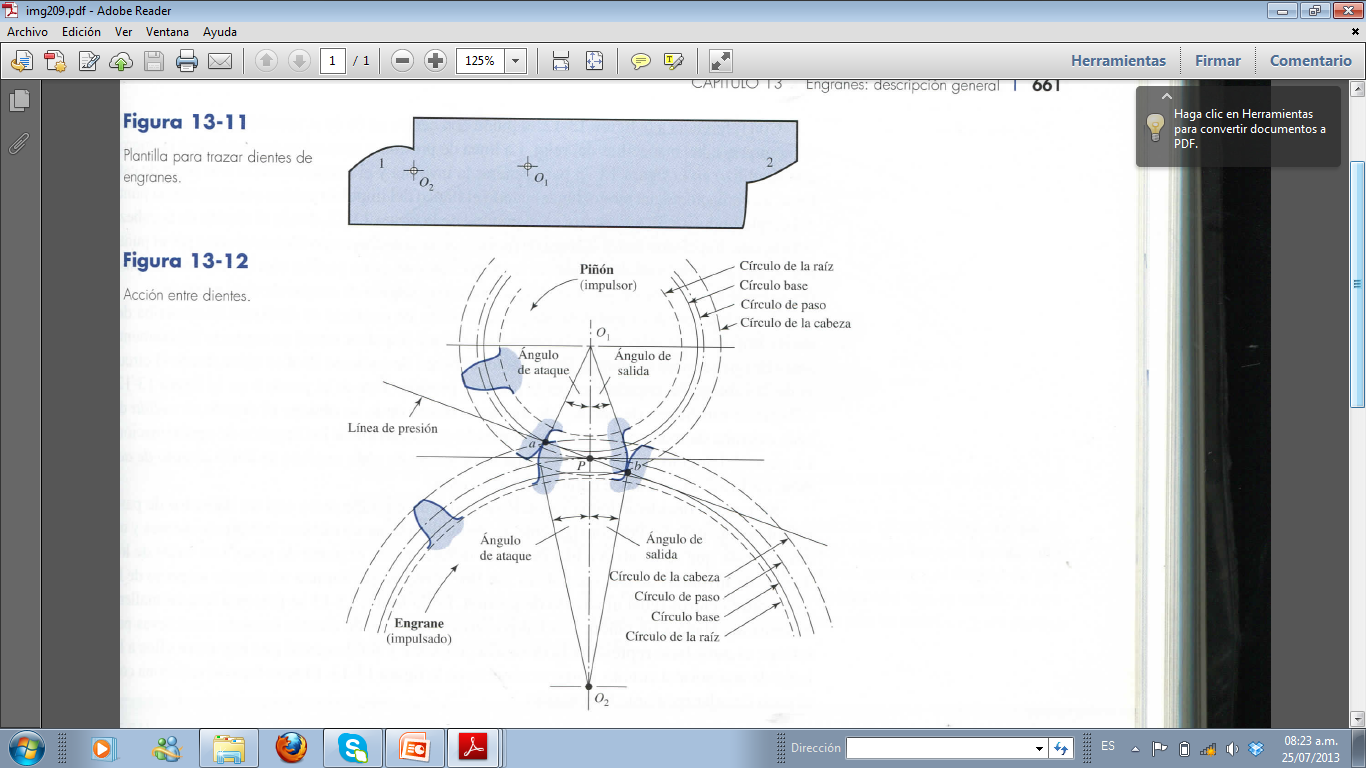 img209.pdf - Adobe Reader
Archivo Edición Ver Ventana Ayuda
1 / 1 125% Herramientas Firmar Comentario
CAPÍTULO 13 Engranes: descripción general 661
Haga clic en Herramientas
para convertir documentos a
PDF.
Figura 13-11
Plantilla para trazar dientes de
engranes.
1
O2
O1
2
Figura 13-12
Acción entre dientes.
Piñón
(impulsor)
Círculo de la raíz
Círculo base
Círculo de paso
Círculo de la cabeza
O1
Ángulo
de ataque
Ángulo de
salida
Línea de presión
a
P
b
Ángulo
de ataque
Ángulo de
salida
Círculo de la cabeza
Círculo de paso
Círculo base
Círculo de la raíz
Engrane
(impulsado)
O2
Dirección
ES
08:23 a.m.
25/07/2013